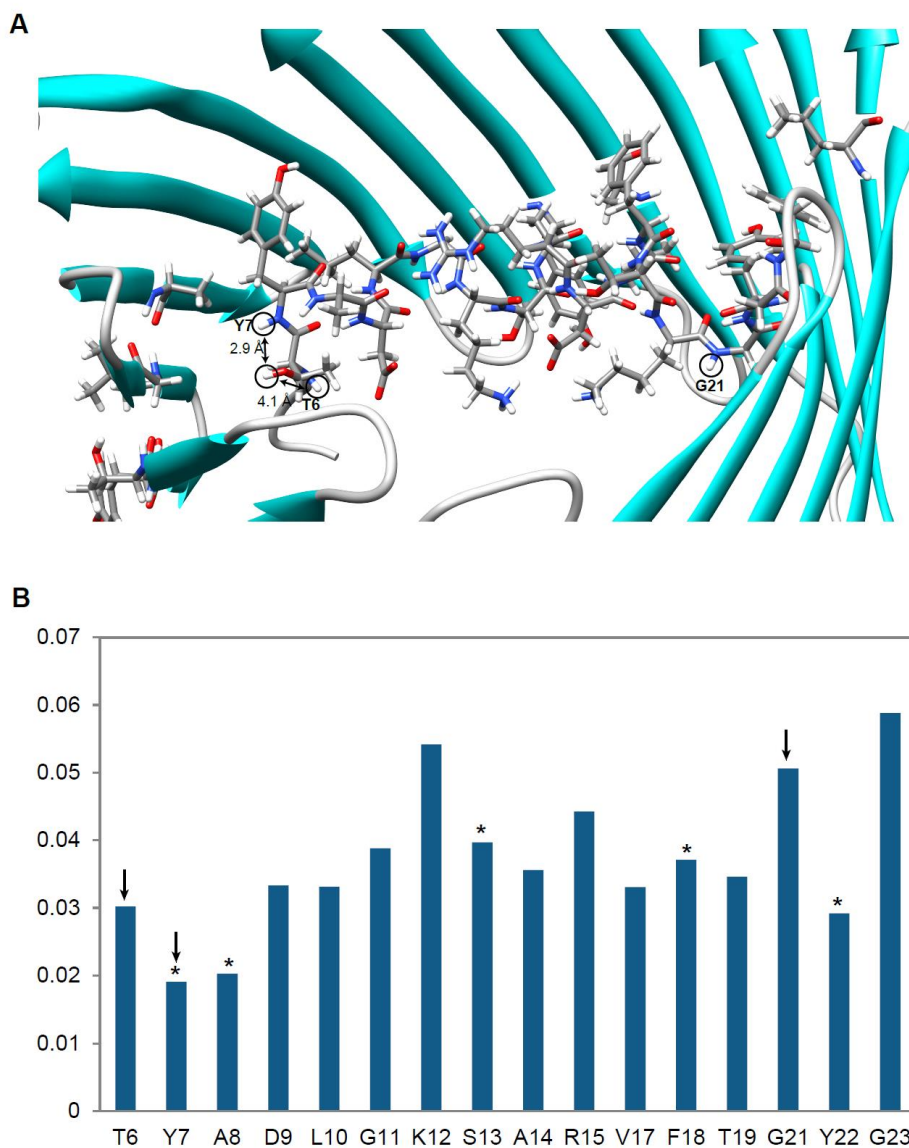 A
Y7
2.9 Å
4.1 Å
T6
G21
B
0.07
0.06
0.05
0.04
0.03
0.02
0.01
0
* * * * *
T6 Y7 A8 D9 L10 G11 K12 S13 A14 R15 V17 F18 T19 G21 Y22 G23